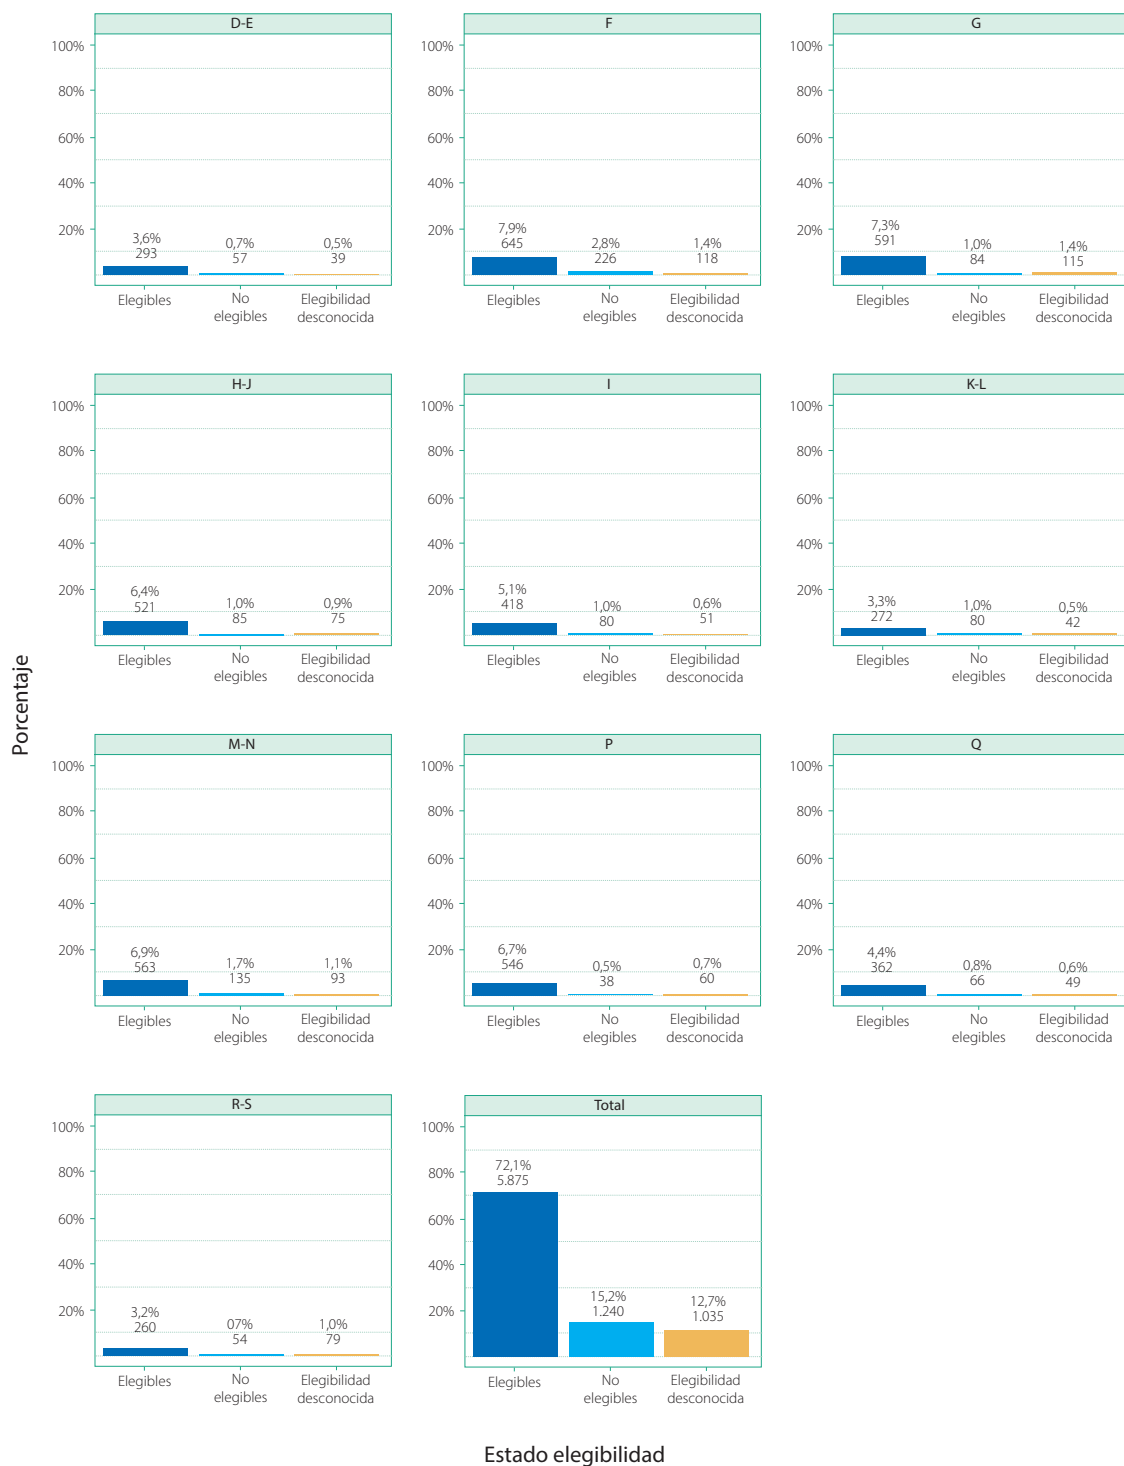 D-E
F
G
100%
80%
60%
40%
20%
3,6%
293
0,7%
57
0,5%
39
Elegibles
No
elegibles
Elegibilidad
desconocida
100%
80%
60%
40%
20%
7,9%
645
2,8%
226
1,4%
118
Elegibles
No
elegibles
Elegibilidad
desconocida
100%
80%
60%
40%
20%
7,3%
591
1,0%
84
1,4%
115
Elegibles
No
elegibles
Elegibilidad
desconocida
H-J
I
K-L
100%
80%
60%
40%
20%
6,4%
521
1,0%
85
0,9%
75
Elegibles
No
elegibles
Elegibilidad
desconocida
100%
80%
60%
40%
20%
5,1%
418
1,0%
80
0,6%
51
Elegibles
No
elegibles
Elegibilidad
desconocida
100%
80%
60%
40%
20%
3,3%
272
1,0%
80
0,5%
42
Elegibles
No
elegibles
Elegibilidad
desconocida
Porcentaje
M-N
P
Q
100%
80%
60%
40%
20%
6,9%
563
1,7%
135
1,1%
93
Elegibles
No
elegibles
Elegibilidad
desconocida
100%
80%
60%
40%
20%
6,7%
546
0,5%
38
0,7%
60
Elegibles
No
elegibles
Elegibilidad
desconocida
100%
80%
60%
40%
20%
4,4%
362
0,8%
66
0,6%
49
Elegibles
No
elegibles
Elegibilidad
desconocida
R-S
Total
100%
80%
60%
40%
20%
3,2%
260
07%
54
1,0%
79
Elegibles
No
elegibles
Elegibilidad
desconocida
100%
80%
60%
40%
20%
72,1%
5.875
15,2%
1.240
12,7%
1.035
Elegibles
No
elegibles
Elegibilidad
desconocida
Estado elegibilidad